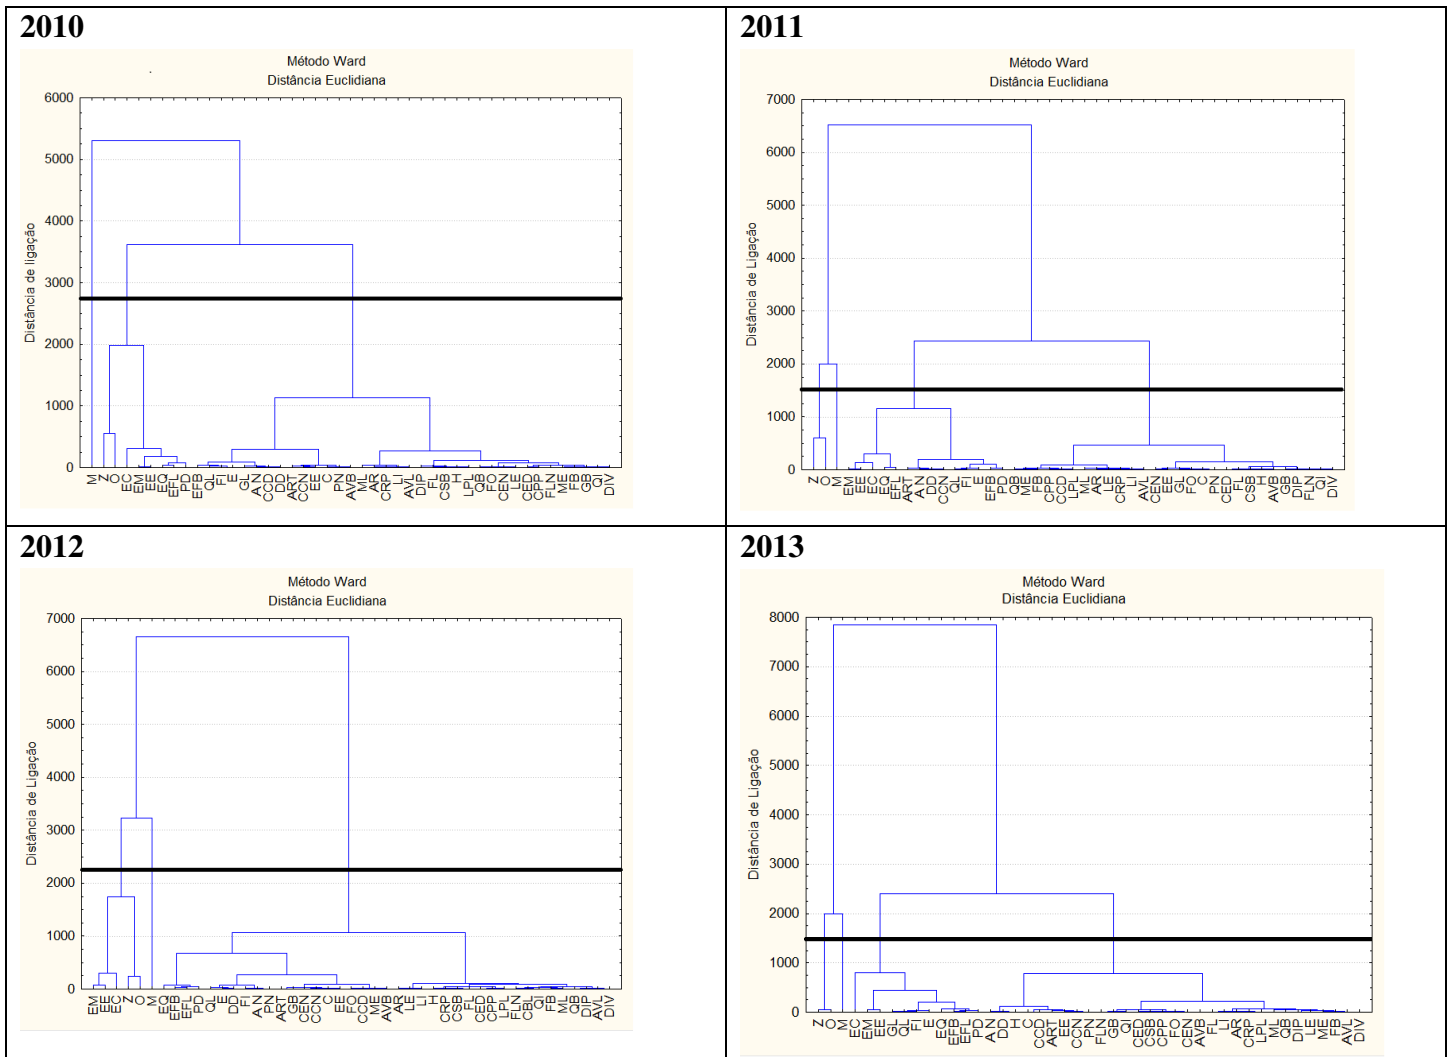 2010
Método Ward
Distância Euclidiana
6000
5000
4000
3000
2000
1000
0
Distância de ligação
M Z O EC EM EE EQ EFL PD EFB QL FI E GL AN CCD DD ART CCN EE C PN AVB ML AR CRP LI AVL DIP FL CSB H LPL QB FO CEN LE CED CPP FLN ME FB GB QI DIV
2011
Método Ward
Distância Euclidiana
7000
6000
5000
4000
3000
2000
1000
0
Distância de Ligação
Z O M EM EE EC EQ EFL ART AN DD CCN QL FI E EFB PD QB ME FB CPP CCD LPL ML AR LE CRP LI AVL CEN EE GL FO C PN CED FL CSB H AVB GB DIP FLN QI DIV
2012
Método Ward
Distância Euclidiana
7000
6000
5000
4000
3000
2000
1000
0
Distância de Ligação
EM EE EC Z O M EQ EFB EFL PD QL E DD FI AN PN ART GB CEN CCN C EE FO CCD ME AVB AR LE LI H CRP CSB FL CED CPP LPL FLN CBL QI FB ML QB DIP AVL DIV
2013
Método Ward
Distância Euclidiana
8000
7000
6000
5000
4000
3000
2000
1000
0
Distância de Ligação
Z O M EC EM EE GL QL FI E EQ EFB EFL PD AN DD H C CCD ART EE CCN PN FLN GB QI CED CSB CPP FO CEN AVB FL LI AR CRP LPL ML QB DIP LE ME FB AVL DIV